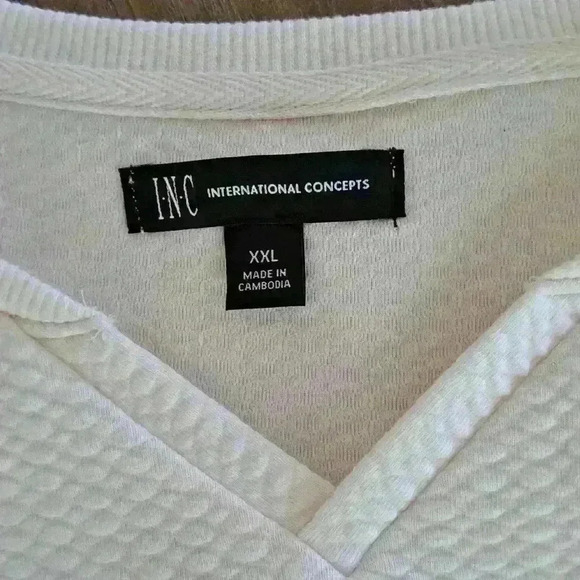 I·N·C INTERNATIONAL CONCEPTS
XXL
MADE IN
CAMBODIA